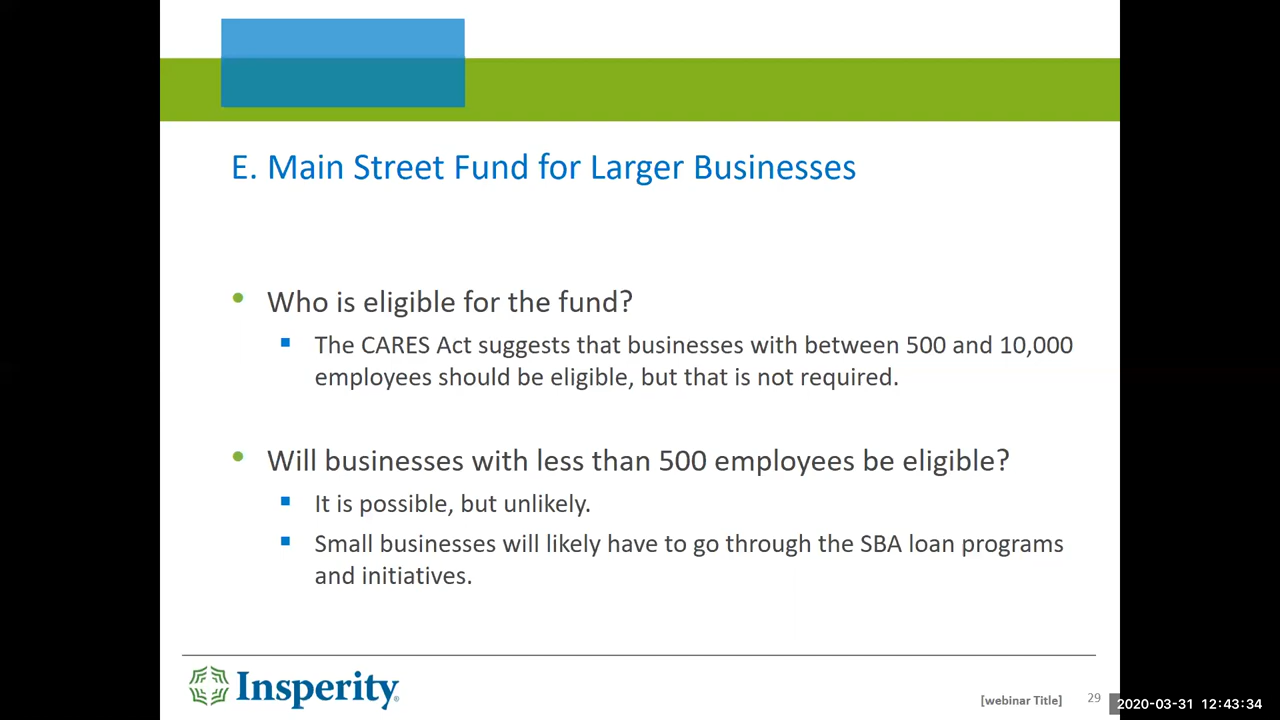 E. Main Street Fund for Larger Businesses
• Who is eligible for the fund?
▪ The CARES Act suggests that businesses with between 500 and 10,000
employees should be eligible, but that is not required.
• Will businesses with less than 500 employees be eligible?
▪ It is possible, but unlikely.
▪ Small businesses will likely have to go through the SBA loan programs
and initiatives.
Insperity®
[webinar Title] 29
2020-03-31 12:43:34